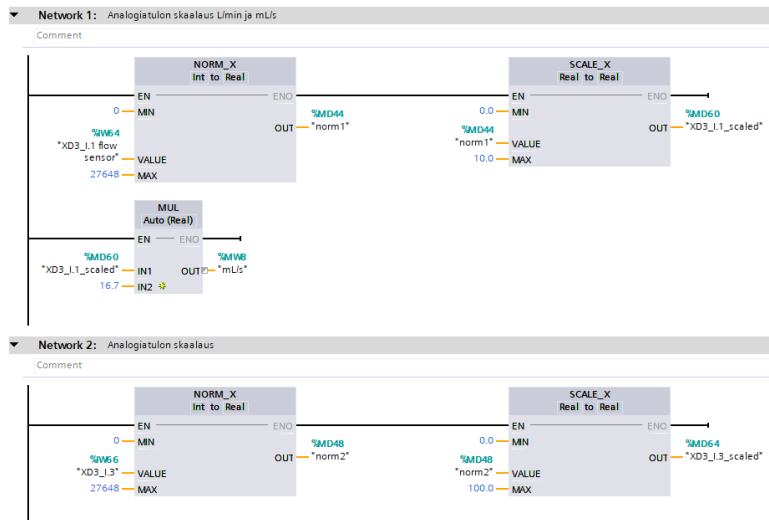 Network 1: Analogiatulon skaalaus L/min ja mL/s
Comment
NORM_X
Int to Real
EN ENO
0 MIN
%MD44
OUT "norm1"
%IW64
"XD3_I.1 flow
sensor" VALUE
27648 MAX
SCALE_X
Real to Real
EN ENO
0.0 MIN
%MD60
OUT "XD3_I.1_scaled"
%MD44
"norm1" VALUE
10.0 MAX
MUL
Auto (Real)
EN ENO
%MD60 %MW8
"XD3_I.1_scaled" IN1 OUT "mL/s"
16.7 IN2
Network 2: Analogiatulon skaalaus
Comment
NORM_X
Int to Real
EN ENO
0 MIN
%MD48
OUT "norm2"
%IW66
"XD3_I.3" VALUE
27648 MAX
SCALE_X
Real to Real
EN ENO
0.0 MIN
%MD64
OUT "XD3_I.3_scaled"
%MD48
"norm2" VALUE
100.0 MAX